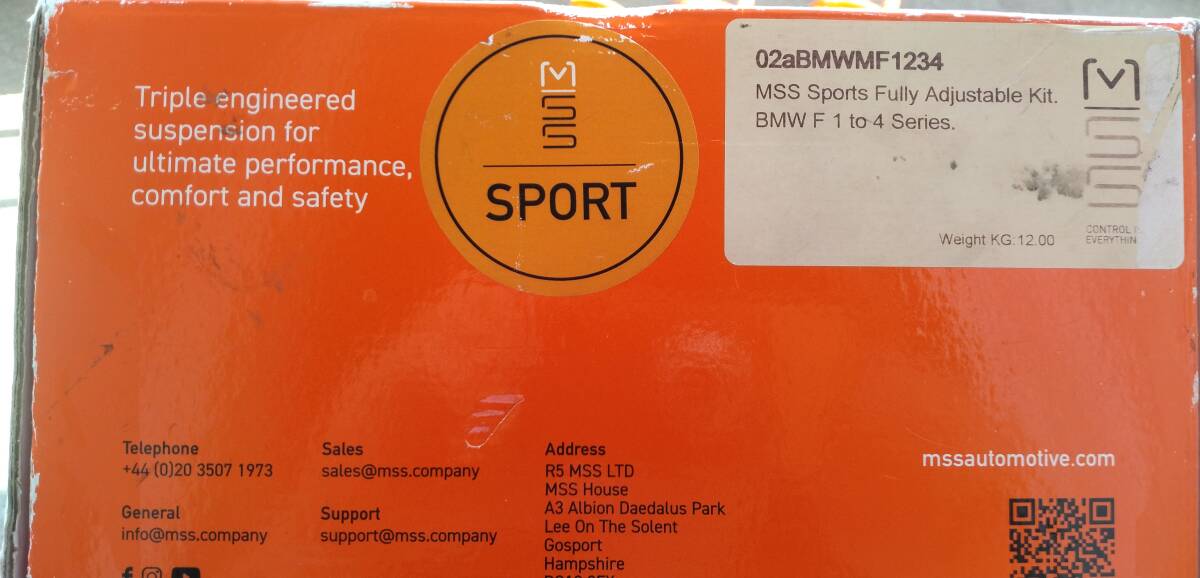 Triple engineered
suspension for
ultimate performance,
comfort and safety
MSS
SPORT
02aBMWMF1234
MSS Sports Fully Adjustable Kit.
BMW F 1 to 4 Series.
MSS
Weight KG:12.00
CONTROL
Telephone
+44 (0)20 3507 1973
General
info@mss.company
Sales
sales@mss.company
Support
support@mss.company
Address
R5 MSS LTD
MSS House
A3 Albion Daedalus Park
Lee On The Solent
Gosport
Hampshire
mssautomotive.com